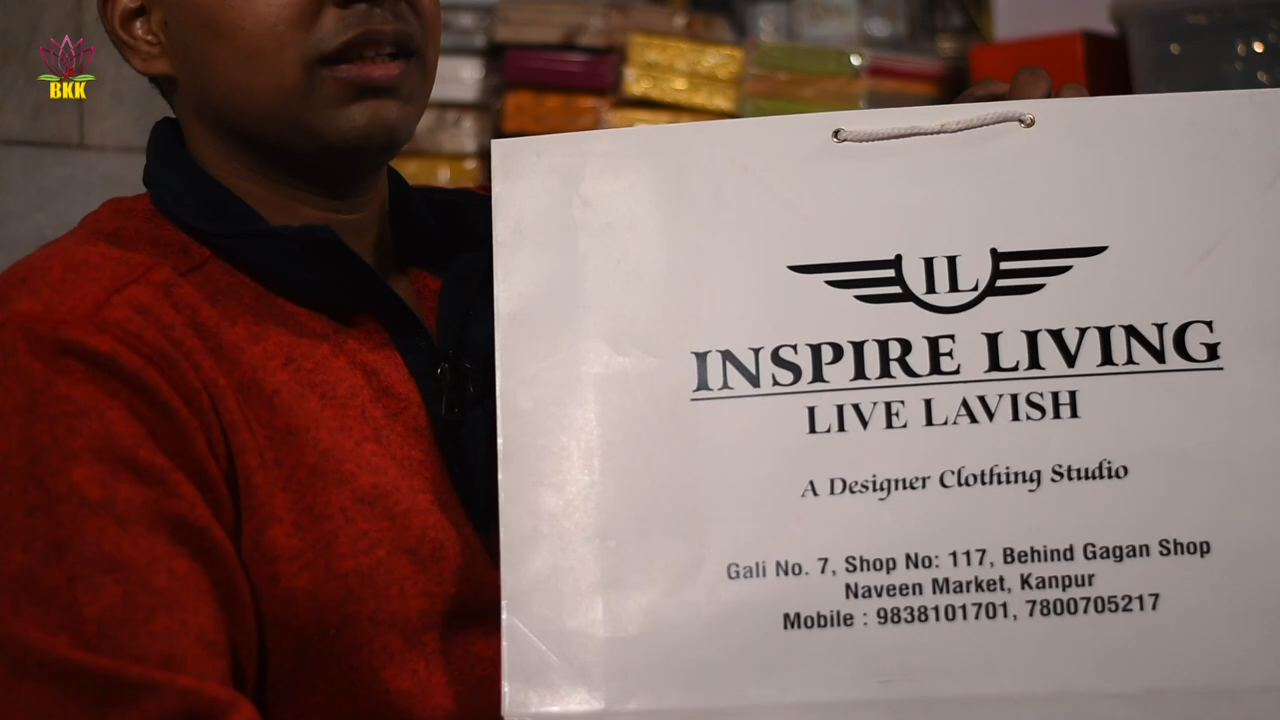 BKK
IL
INSPIRE LIVING
LIVE LAVISH
A Designer Clothing Studio
Gali No. 7, Shop No: 117, Behind Gagan Shop
Naveen Market, Kanpur
Mobile : 9838101701, 7800705217